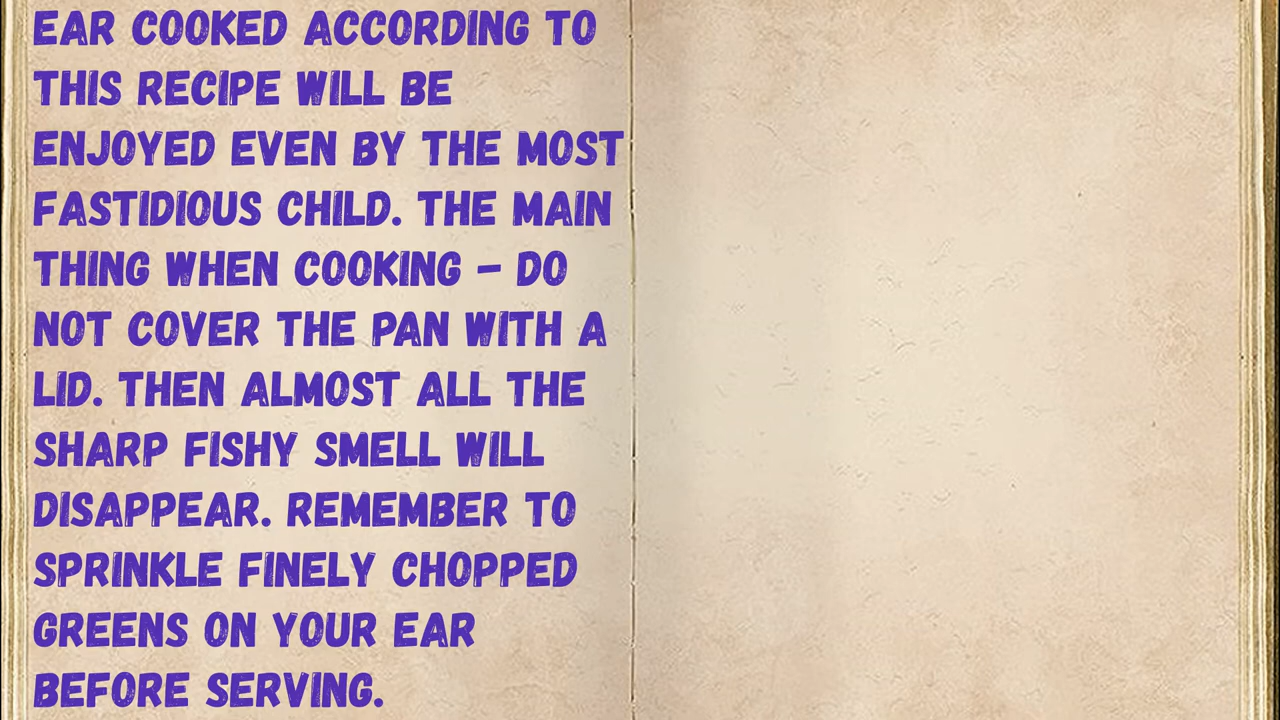 EAR COOKED ACCORDING TO
THIS RECIPE WILL BE
ENJOYED EVEN BY THE MOST
FASTIDIOUS CHILD. THE MAIN
THING WHEN COOKING – DO
NOT COVER THE PAN WITH A
LID. THEN ALMOST ALL THE
SHARP FISHY SMELL WILL
DISAPPEAR. REMEMBER TO
SPRINKLE FINELY CHOPPED
GREENS ON YOUR EAR
BEFORE SERVING.